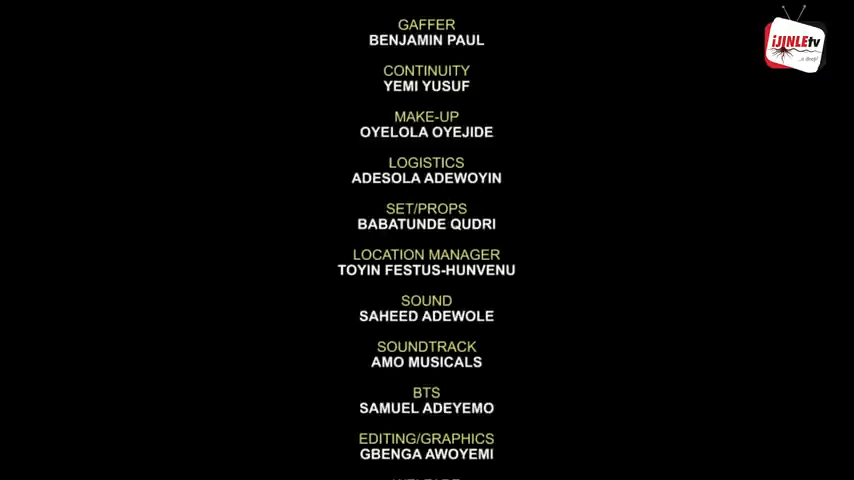 GAFFER
BENJAMIN PAUL
CONTINUITY
YEMI YUSUF
MAKE-UP
OYELOLA OYEJIDE
LOGISTICS
ADESOLA ADEWOYIN
SET/PROPS
BABATUNDE QUDRI
LOCATION MANAGER
TOYIN FESTUS-HUNVENU
SOUND
SAHEED ADEWOLE
SOUNDTRACK
AMO MUSICALS
BTS
SAMUEL ADEYEMO
EDITING/GRAPHICS
GBENGA AWOYEMI
iJINLEtv